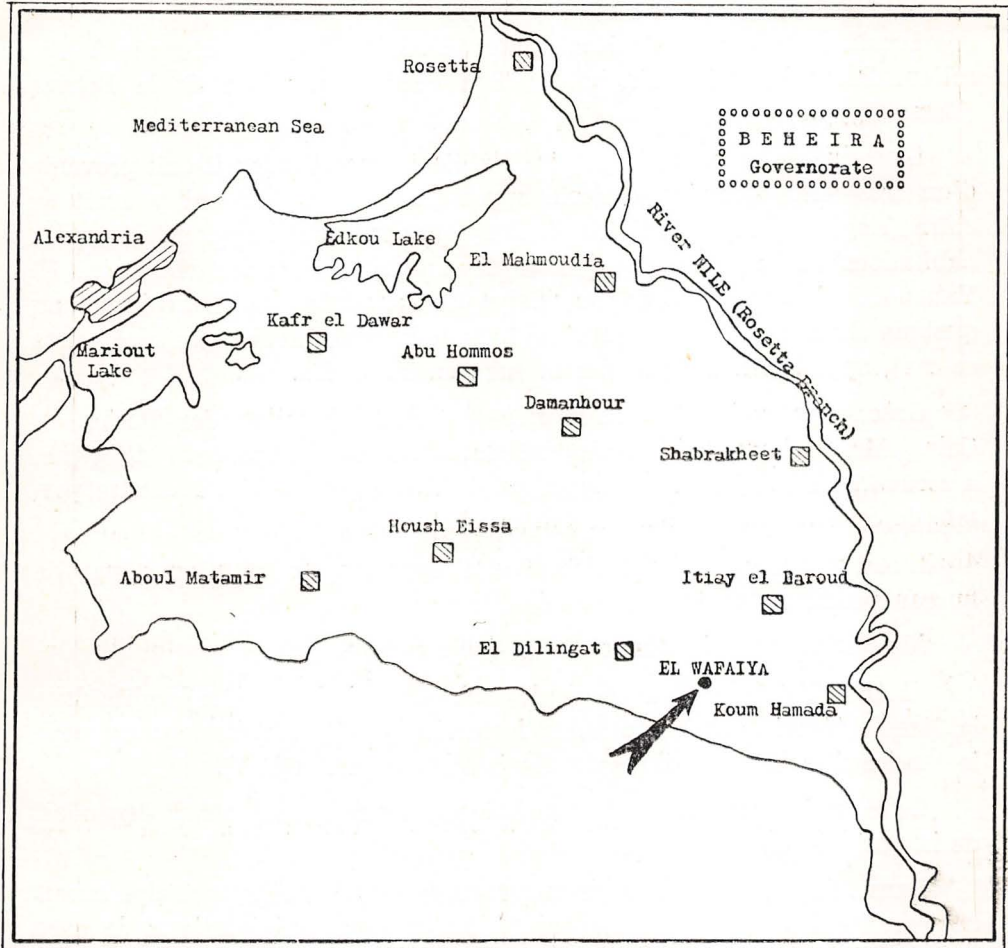 Rosetta
Mediterranean Sea
B E H E I R A
Governorate
Alexandria
Edkou Lake
El Mahmoudia
River NILE (Rosetta Branch)
Kafr el Dawar
Mariout
Lake
Abu Hommos
Damanhour
Shabrakheet
Housh Eissa
Aboul Matamir
Itiay el Baroud
El Dilingat
EL WAFAIYA
Koum Hamada